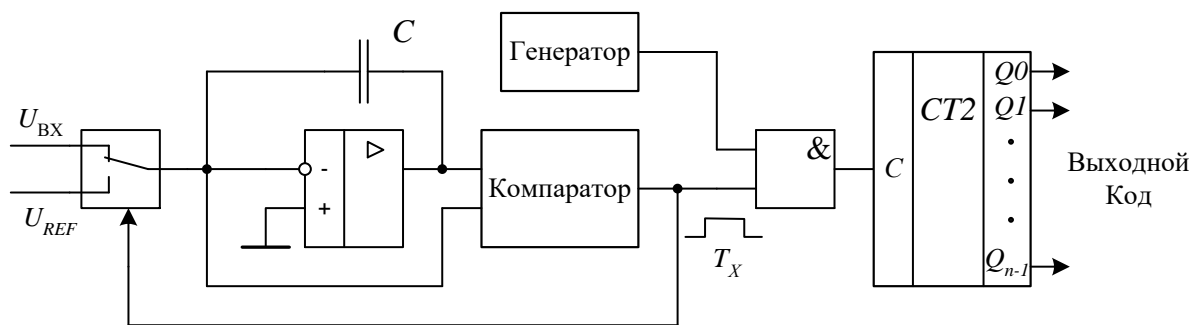 C
Генератор
U_ВХ
U_REF
-
+
▷
Компаратор
T_X
&
C
CT2
Q0
Q1
Q_n-1
Выходной
Код